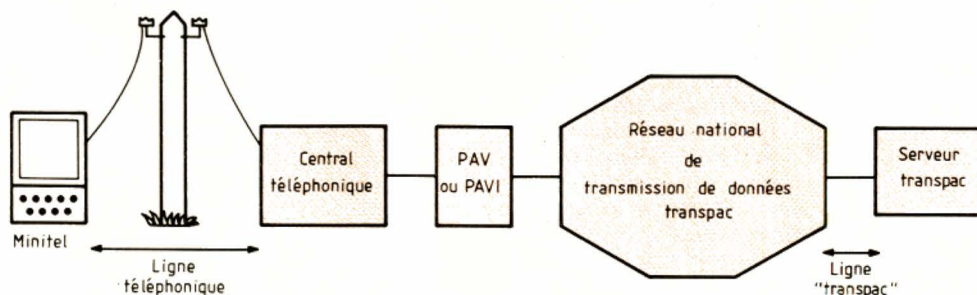 Minitel
Ligne
téléphonique
Central
téléphonique
PAV
ou PAVI
Réseau national
de
transmission de données
transpac
Ligne
"transpac"
Serveur
transpac